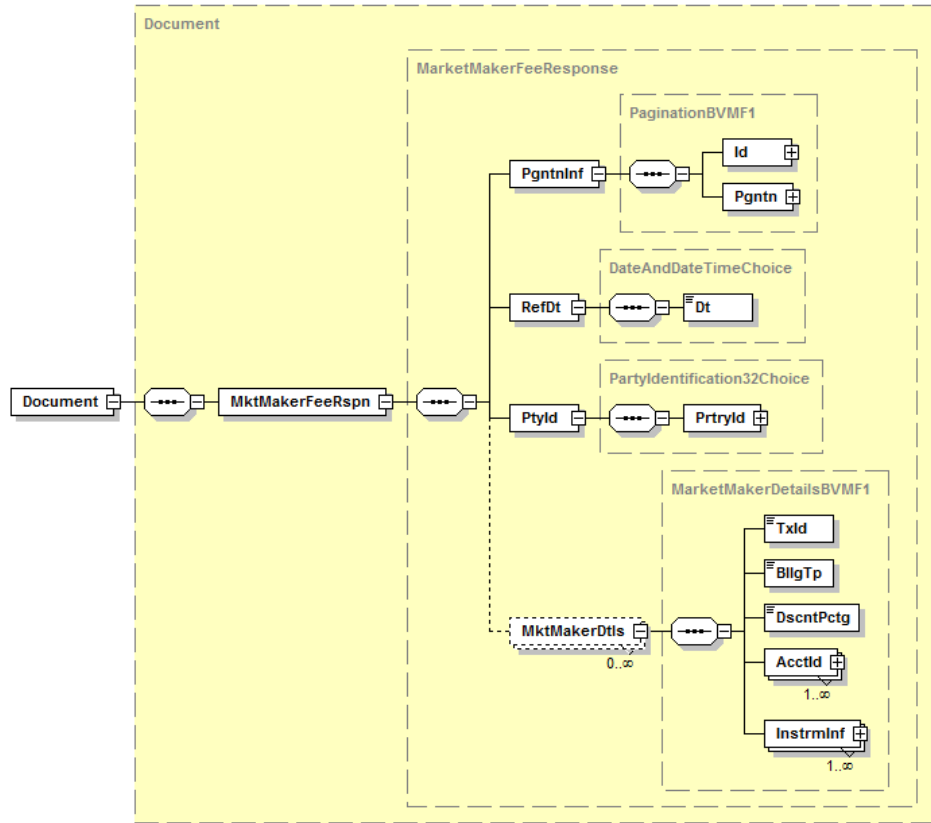 Document
MarketMakerFeeResponse
PaginationBVMF1
Id
PgntnInf
Pgntn
DateAndDateTimeChoice
RefDt
Dt
Document
MktMakerFeeRspn
PartyIdentification32Choice
PtyId
PrtryId
MarketMakerDetailsBVMF1
TxId
BllgTp
DscntPctg
MktMakerDtls
0..∞
AcctId
1..∞
InstrmInf
1..∞